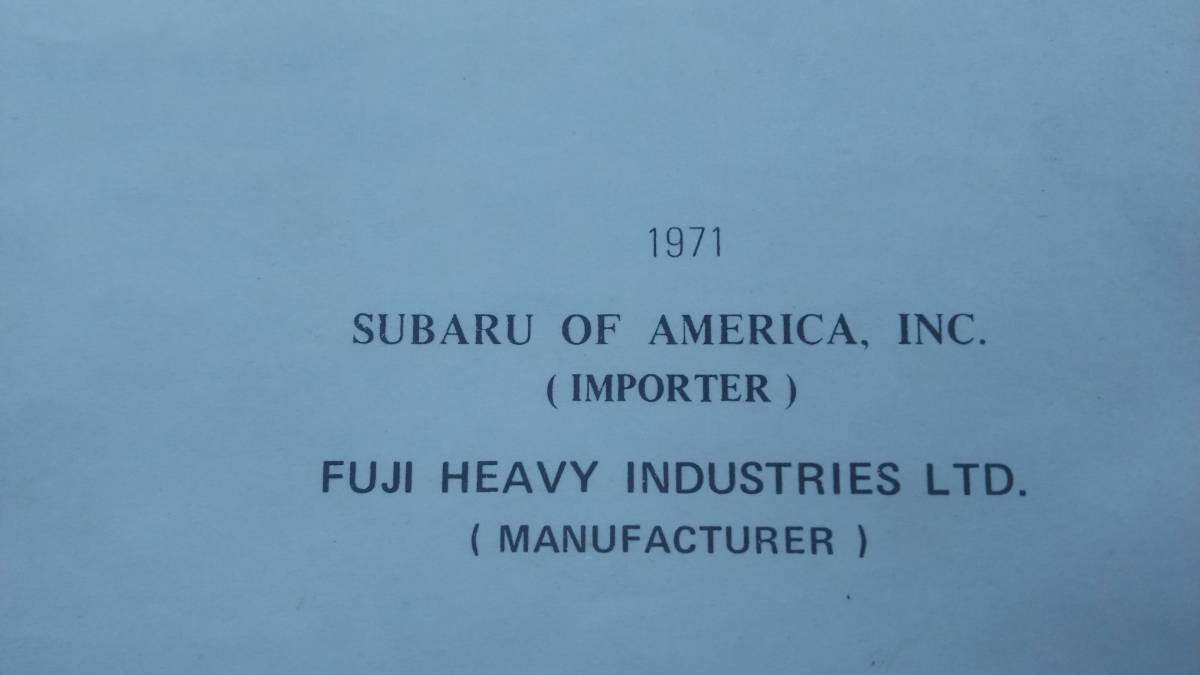 1971
SUBARU OF AMERICA, INC.
( IMPORTER )
FUJI HEAVY INDUSTRIES LTD.
( MANUFACTURER )